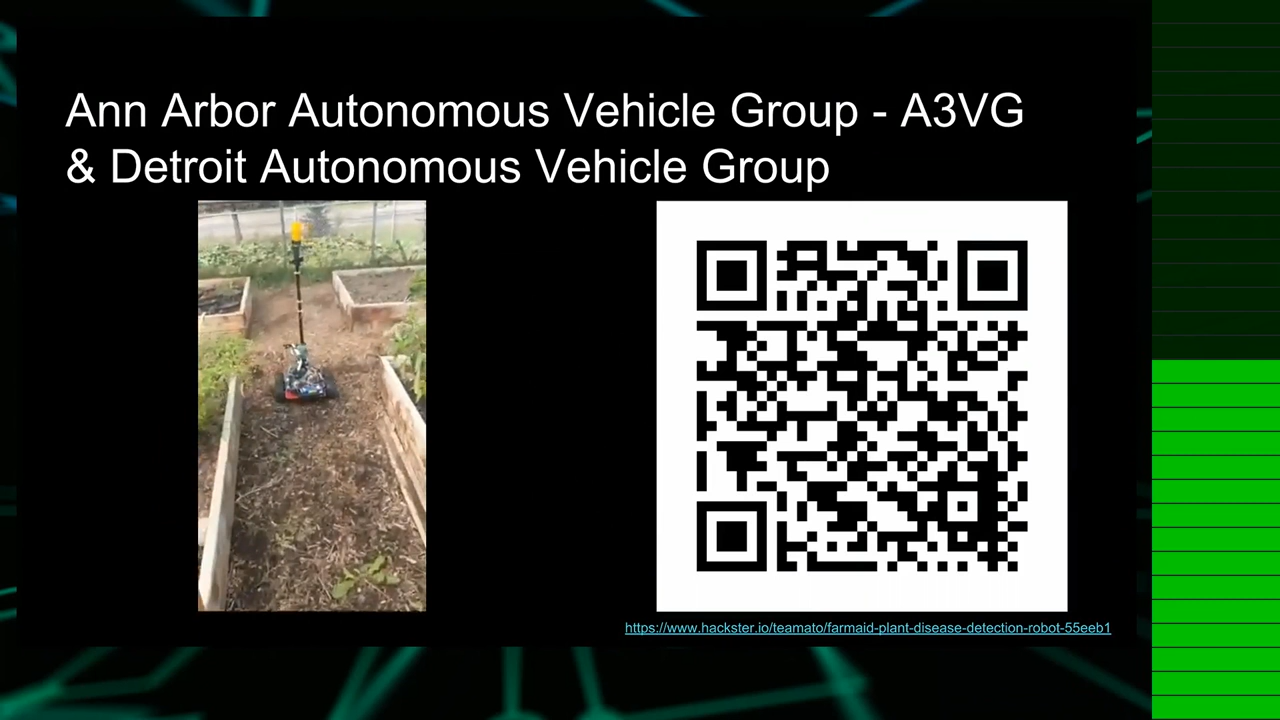 Ann Arbor Autonomous Vehicle Group - A3VG
& Detroit Autonomous Vehicle Group
https://www.hackster.io/teamato/farmaid-plant-disease-detection-robot-55eeb1